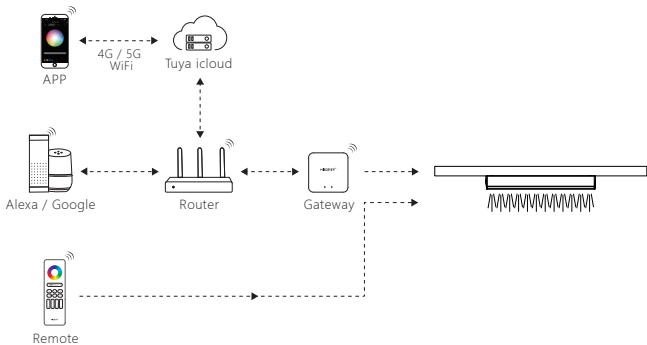 4G / 5G
WiFi
APP
Tuya icloud
Alexa / Google
Router
Gateway
Remote